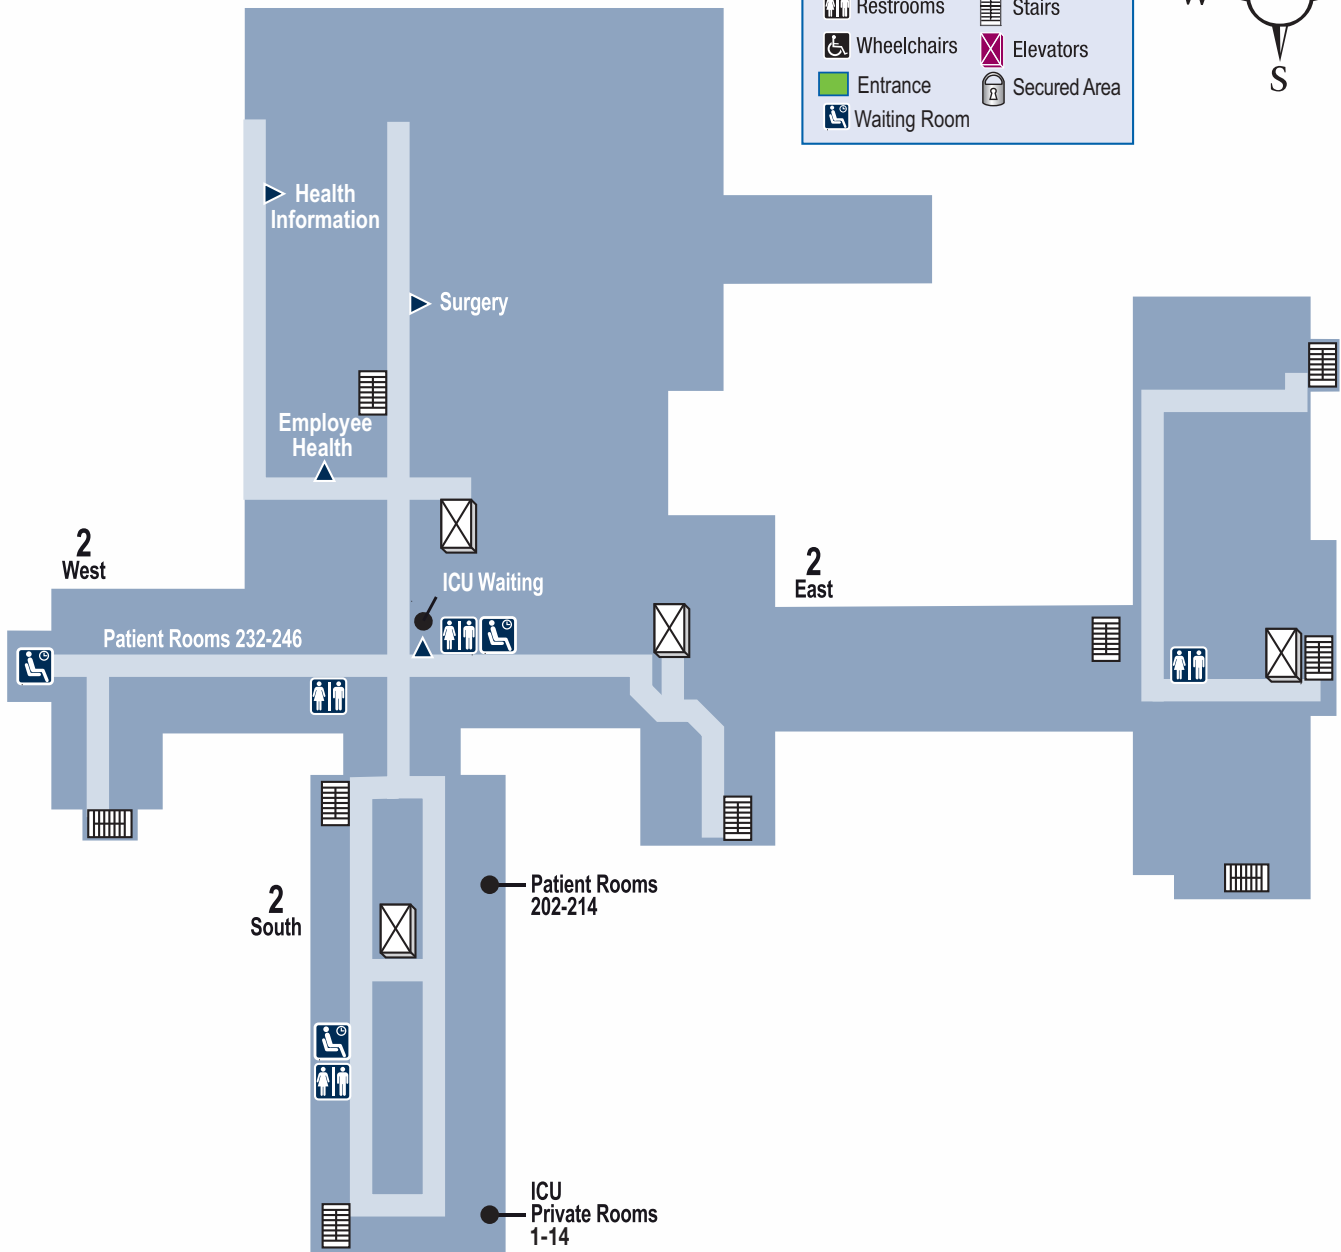 Restrooms
Stairs
Wheelchairs
Elevators
Entrance
Secured Area
Waiting Room
S
Health
Information
Surgery
Employee
Health
2
West
ICU Waiting
2
East
Patient Rooms 232-246
2
South
Patient Rooms
202-214
ICU
Private Rooms
1-14